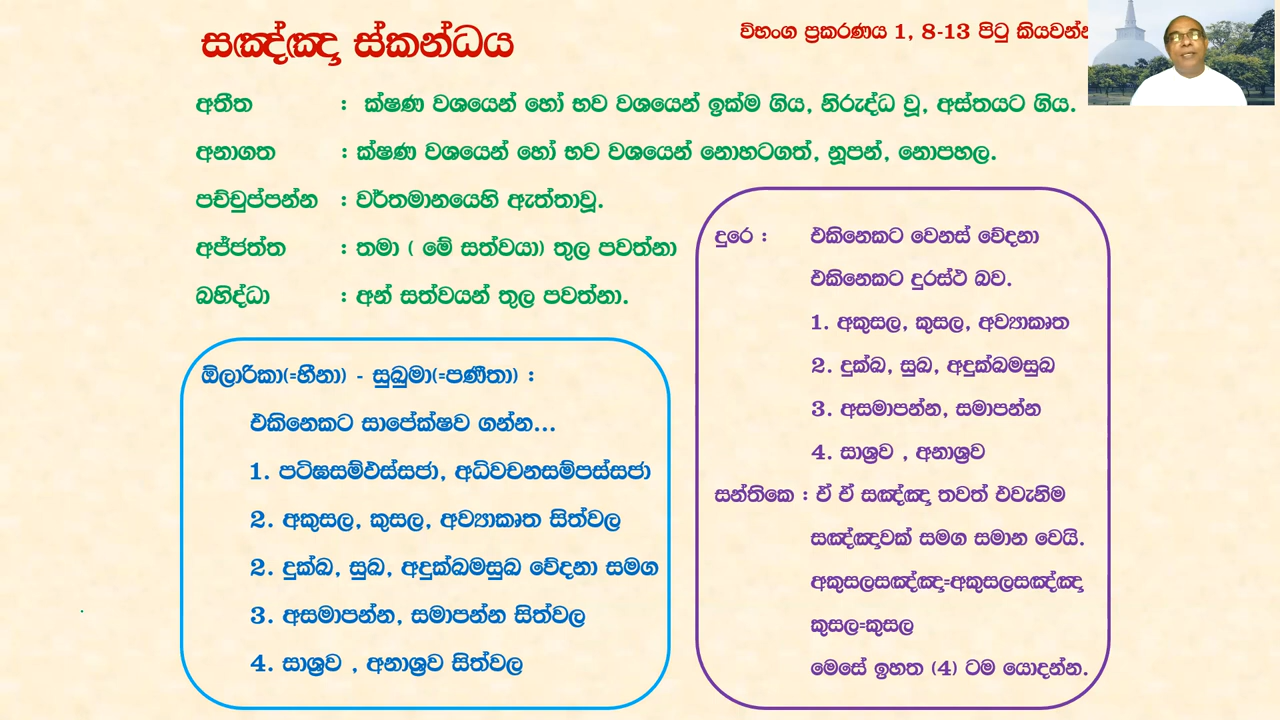 සඤ්ඤා ස්කන්ධය
විභංග ප්‍රකරණය 1, 8-13 පිටු කියවන්න
අතීත : ක්ෂණ වශයෙන් හෝ භව වශයෙන් ඉක්ම ගිය, නිරුද්ධ වූ, අස්තයට ගිය.
අනාගත : ක්ෂණ වශයෙන් හෝ භව වශයෙන් නොහටගත්, නූපන්, නොපහල.
පච්චුප්පන්න : වර්තමානයෙහි ඇත්තාවූ.
අජ්ජත්ත : තමා ( මේ සත්වයා) තුල පවත්නා
බහිද්ධා : අන් සත්වයන් තුල පවත්නා.
ඕලාරිකා(=හීනා) - සුඛුමා(=පණීතා) :
එකිනෙකට සාපේක්ෂව ගන්න...
1. පටිඝසම්ඵස්සජා, අධිවචනසම්පස්සජා
2. අකුසල, කුසල, අව්‍යාකෘත සිත්වල
2. දුක්ඛ, සුඛ, අදුක්ඛමසුඛ වේදනා සමග
3. අසමාපන්න, සමාපන්න සිත්වල
4. සාශ්‍රව , අනාශ්‍රව සිත්වල
දුරෙ : එකිනෙකට වෙනස් වේදනා
එකිනෙකට දුරස්ථ බව.
1. අකුසල, කුසල, අව්‍යාකෘත
2. දුක්ඛ, සුඛ, අදුක්ඛමසුඛ
3. අසමාපන්න, සමාපන්න
4. සාශ්‍රව , අනාශ්‍රව
සන්තිකෙ : ඒ ඒ සඤ්ඤා තවත් එවැනිම
සඤ්ඤාවක් සමග සමාන වෙයි.
අකුසලසඤ්ඤා=අකුසලසඤ්ඤා
කුසල=කුසල
මෙසේ ඉහත (4) ටම යොදන්න.